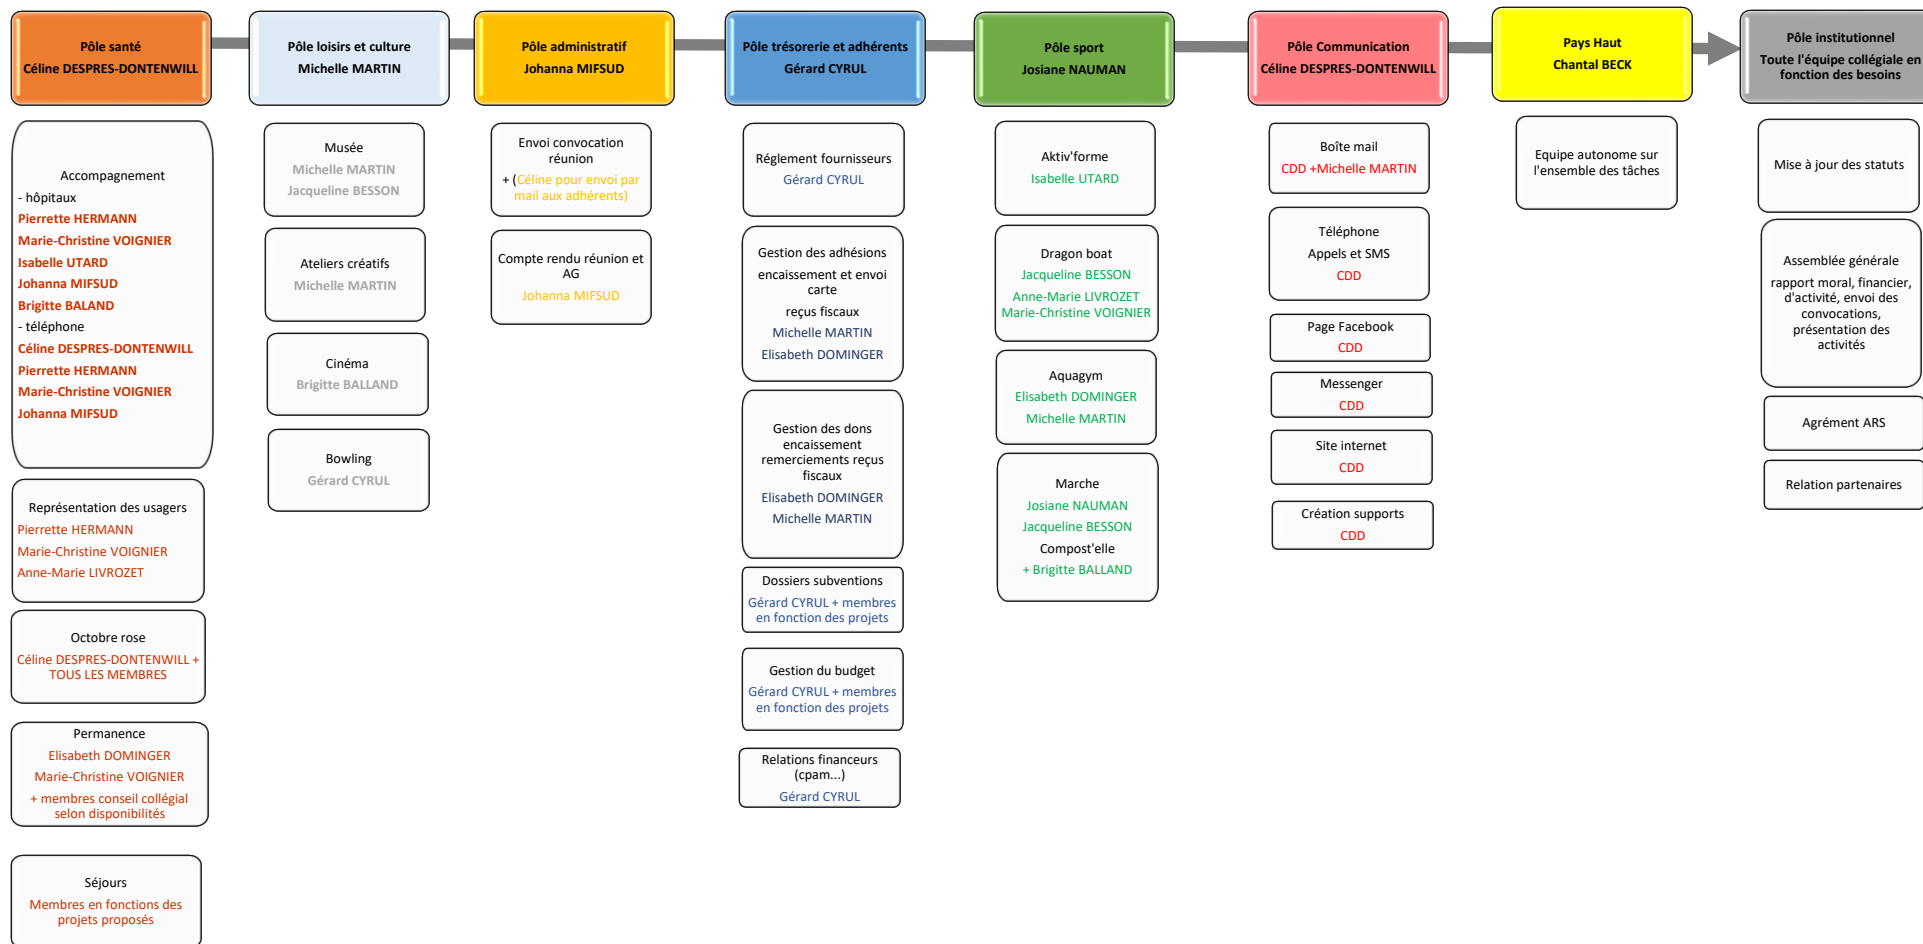 Pôle santé
Céline DESPRES-DONTENWILL
Pôle loisirs et culture
Michelle MARTIN
Pôle administratif
Johanna MIFSUD
Pôle trésorerie et adhérents
Gérard CYRUL
Pôle sport
Josiane NAUMAN
Pôle Communication
Céline DESPRES-DONTENWILL
Pays Haut
Chantal BECK
Pôle institutionnel
Toute l'équipe collégiale en
fonction des besoins
Accompagnement
- hôpitaux
Pierrette HERMANN
Marie-Christine VOIGNIER
Isabelle UTARD
Johanna MIFSUD
Brigitte BALAND
- téléphone
Céline DESPRES-DONTENWILL
Pierrette HERMANN
Marie-Christine VOIGNIER
Johanna MIFSUD
Représentation des usagers
Pierrette HERMANN
Marie-Christine VOIGNIER
Anne-Marie LIVROZET
Octobre rose
Céline DESPRES-DONTENWILL +
TOUS LES MEMBRES
Permanence
Elisabeth DOMINGER
Marie-Christine VOIGNIER
+ membres conseil collégial
selon disponibilités
Séjours
Membres en fonctions des
projets proposés
Musée
Michelle MARTIN
Jacqueline BESSON
Ateliers créatifs
Michelle MARTIN
Cinéma
Brigitte BALLAND
Bowling
Gérard CYRUL
Envoi convocation
réunion
+ (Céline pour envoi par
mail aux adhérents)
Compte rendu réunion et
AG
Johanna MIFSUD
Réglement fournisseurs
Gérard CYRUL
Gestion des adhésions
encaissement et envoi
carte
reçus fiscaux
Michelle MARTIN
Elisabeth DOMINGER
Gestion des dons
encaissement
remerciements reçus
fiscaux
Elisabeth DOMINGER
Michelle MARTIN
Dossiers subventions
Gérard CYRUL + membres
en fonction des projets
Gestion du budget
Gérard CYRUL + membres
en fonction des projets
Relations financeurs
(cpam...)
Gérard CYRUL
Aktiv'forme
Isabelle UTARD
Dragon boat
Jacqueline BESSON
Anne-Marie LIVROZET
Marie-Christine VOIGNIER
Aquagym
Elisabeth DOMINGER
Michelle MARTIN
Marche
Josiane NAUMAN
Jacqueline BESSON
Compost'elle
+ Brigitte BALLAND
Boîte mail
CDD +Michelle MARTIN
Téléphone
Appels et SMS
CDD
Page Facebook
CDD
Messenger
CDD
Site internet
CDD
Création supports
CDD
Equipe autonome sur
l'ensemble des tâches
Mise à jour des statuts
Assemblée générale
rapport moral, financier,
d'activité, envoi des
convocations,
présentation des
activités
Agrément ARS
Relation partenaires